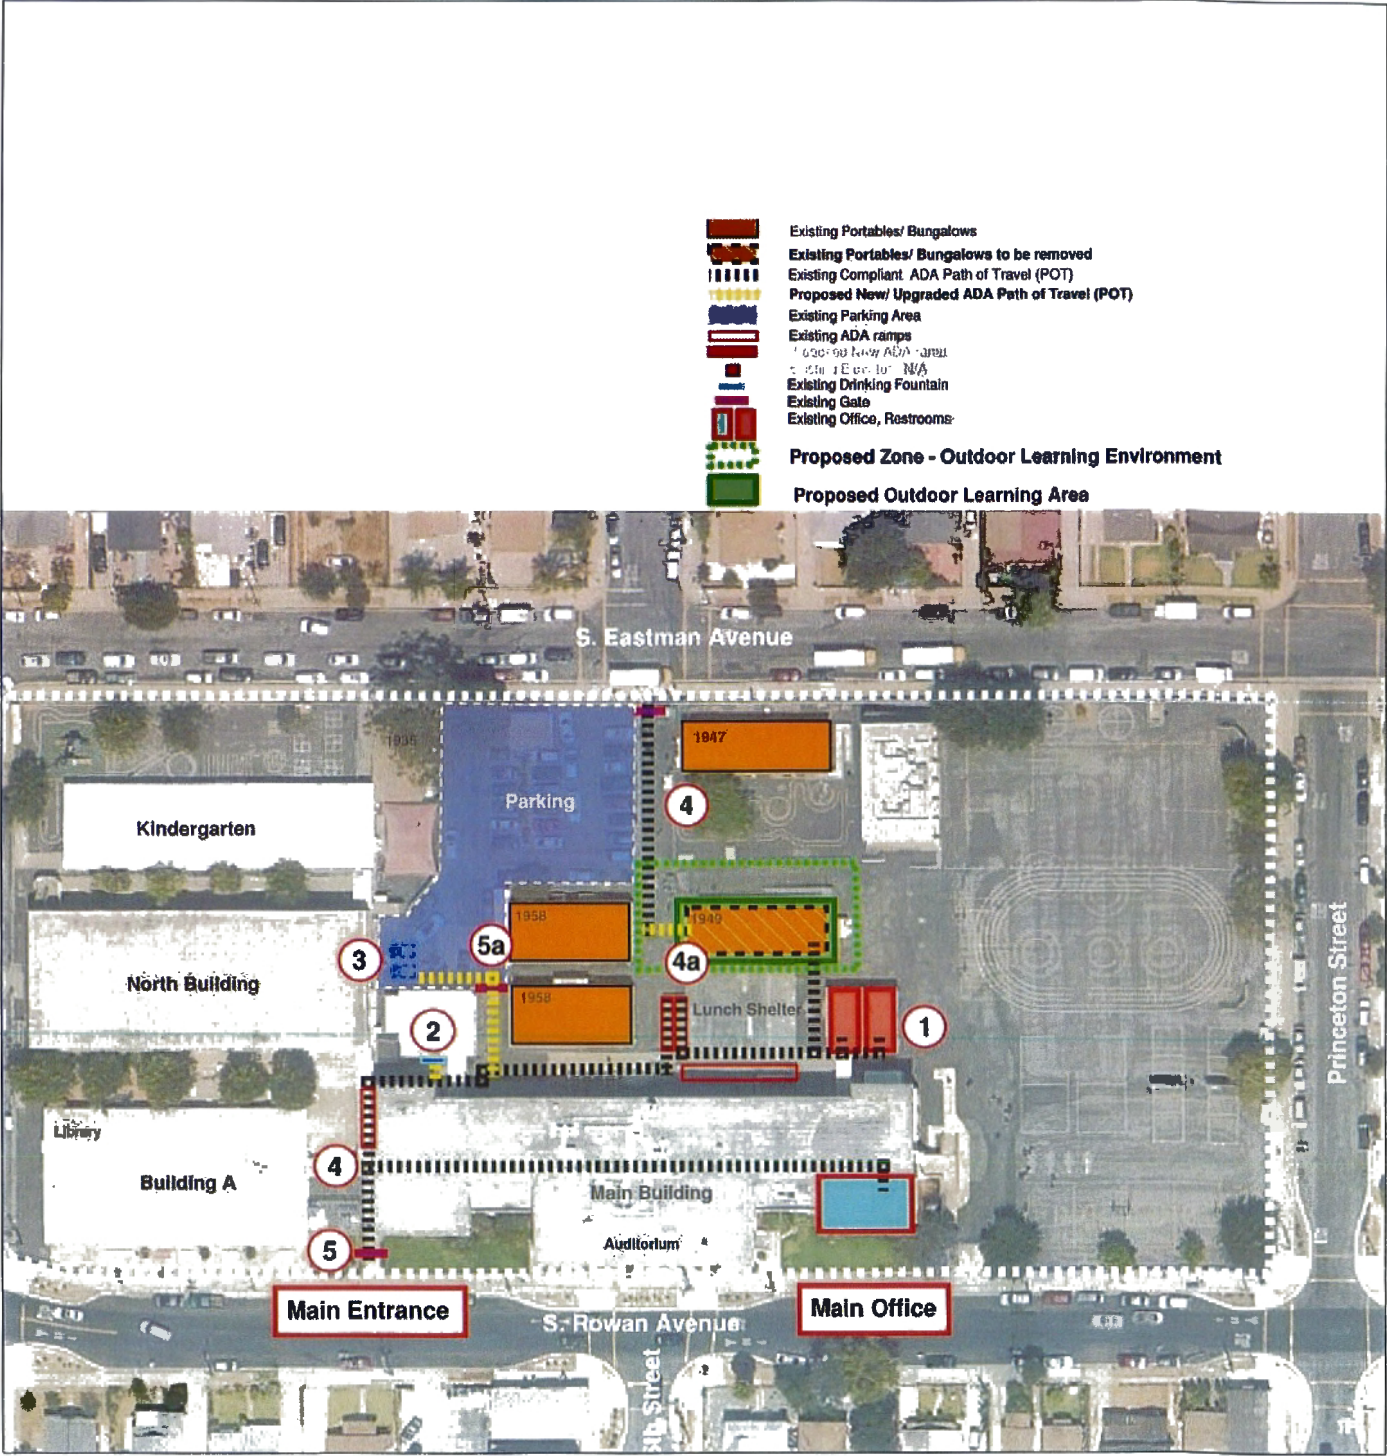 Existing Portables/ Bungalows
Existing Portables/ Bungalows to be removed
Existing Compliant ADA Path of Travel (POT)
Proposed New/ Upgraded ADA Path of Travel (POT)
Existing Parking Area
Existing ADA ramps
New ADA
N/A
Existing Drinking Fountain
Existing Gate
Existing Office, Restrooms
Proposed Zone - Outdoor Learning Environment
Proposed Outdoor Learning Area
S. Eastman Avenue
1935
1947
Parking
4
Kindergarten
1958
1949
5a
3
4a
North Building
1958
Lunch Shelter
2
1
Princeton Street
Library
4
Building A
Main Building
Auditorium
5
Main Entrance
Main Office
S. Rowan Avenue
Street